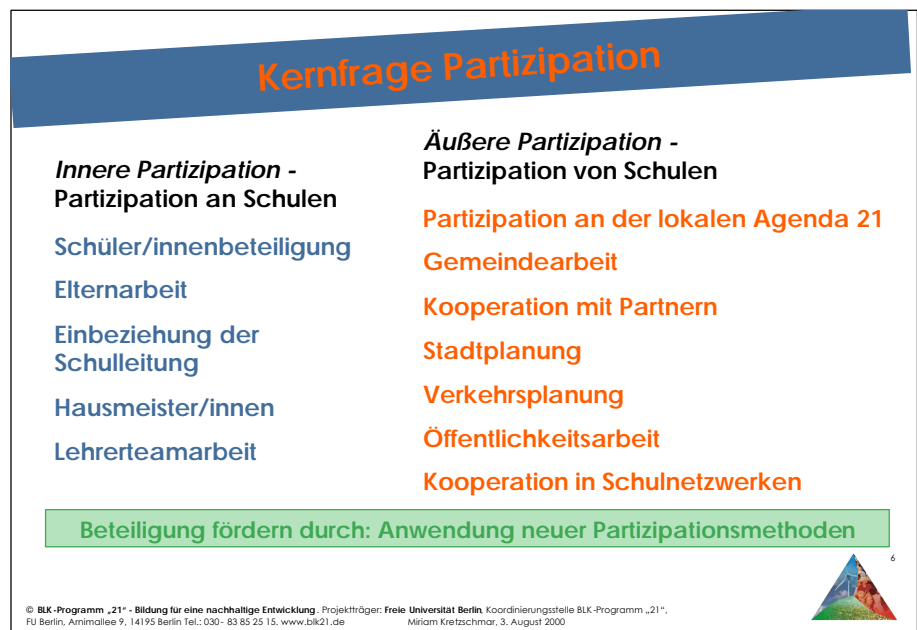 Kernfrage Partizipation
Innere Partizipation -
Partizipation an Schulen
Schüler/innenbeteiligung
Elternarbeit
Einbeziehung der
Schulleitung
Hausmeister/innen
Lehrerteamarbeit
Äußere Partizipation -
Partizipation von Schulen
Partizipation an der lokalen Agenda 21
Gemeindearbeit
Kooperation mit Partnern
Stadtplanung
Verkehrsplanung
Öffentlichkeitsarbeit
Kooperation in Schulnetzwerken
Beteiligung fördern durch: Anwendung neuer Partizipationsmethoden
6
© BLK-Programm „21“ - Bildung für eine nachhaltige Entwicklung. Projektträger: Freie Universität Berlin, Koordinierungsstelle BLK-Programm „21“,
FU Berlin, Arnimallee 9, 14195 Berlin Tel.: 030 - 83 85 25 15. www.blk21.de Miriam Kretzschmar, 3. August 2000